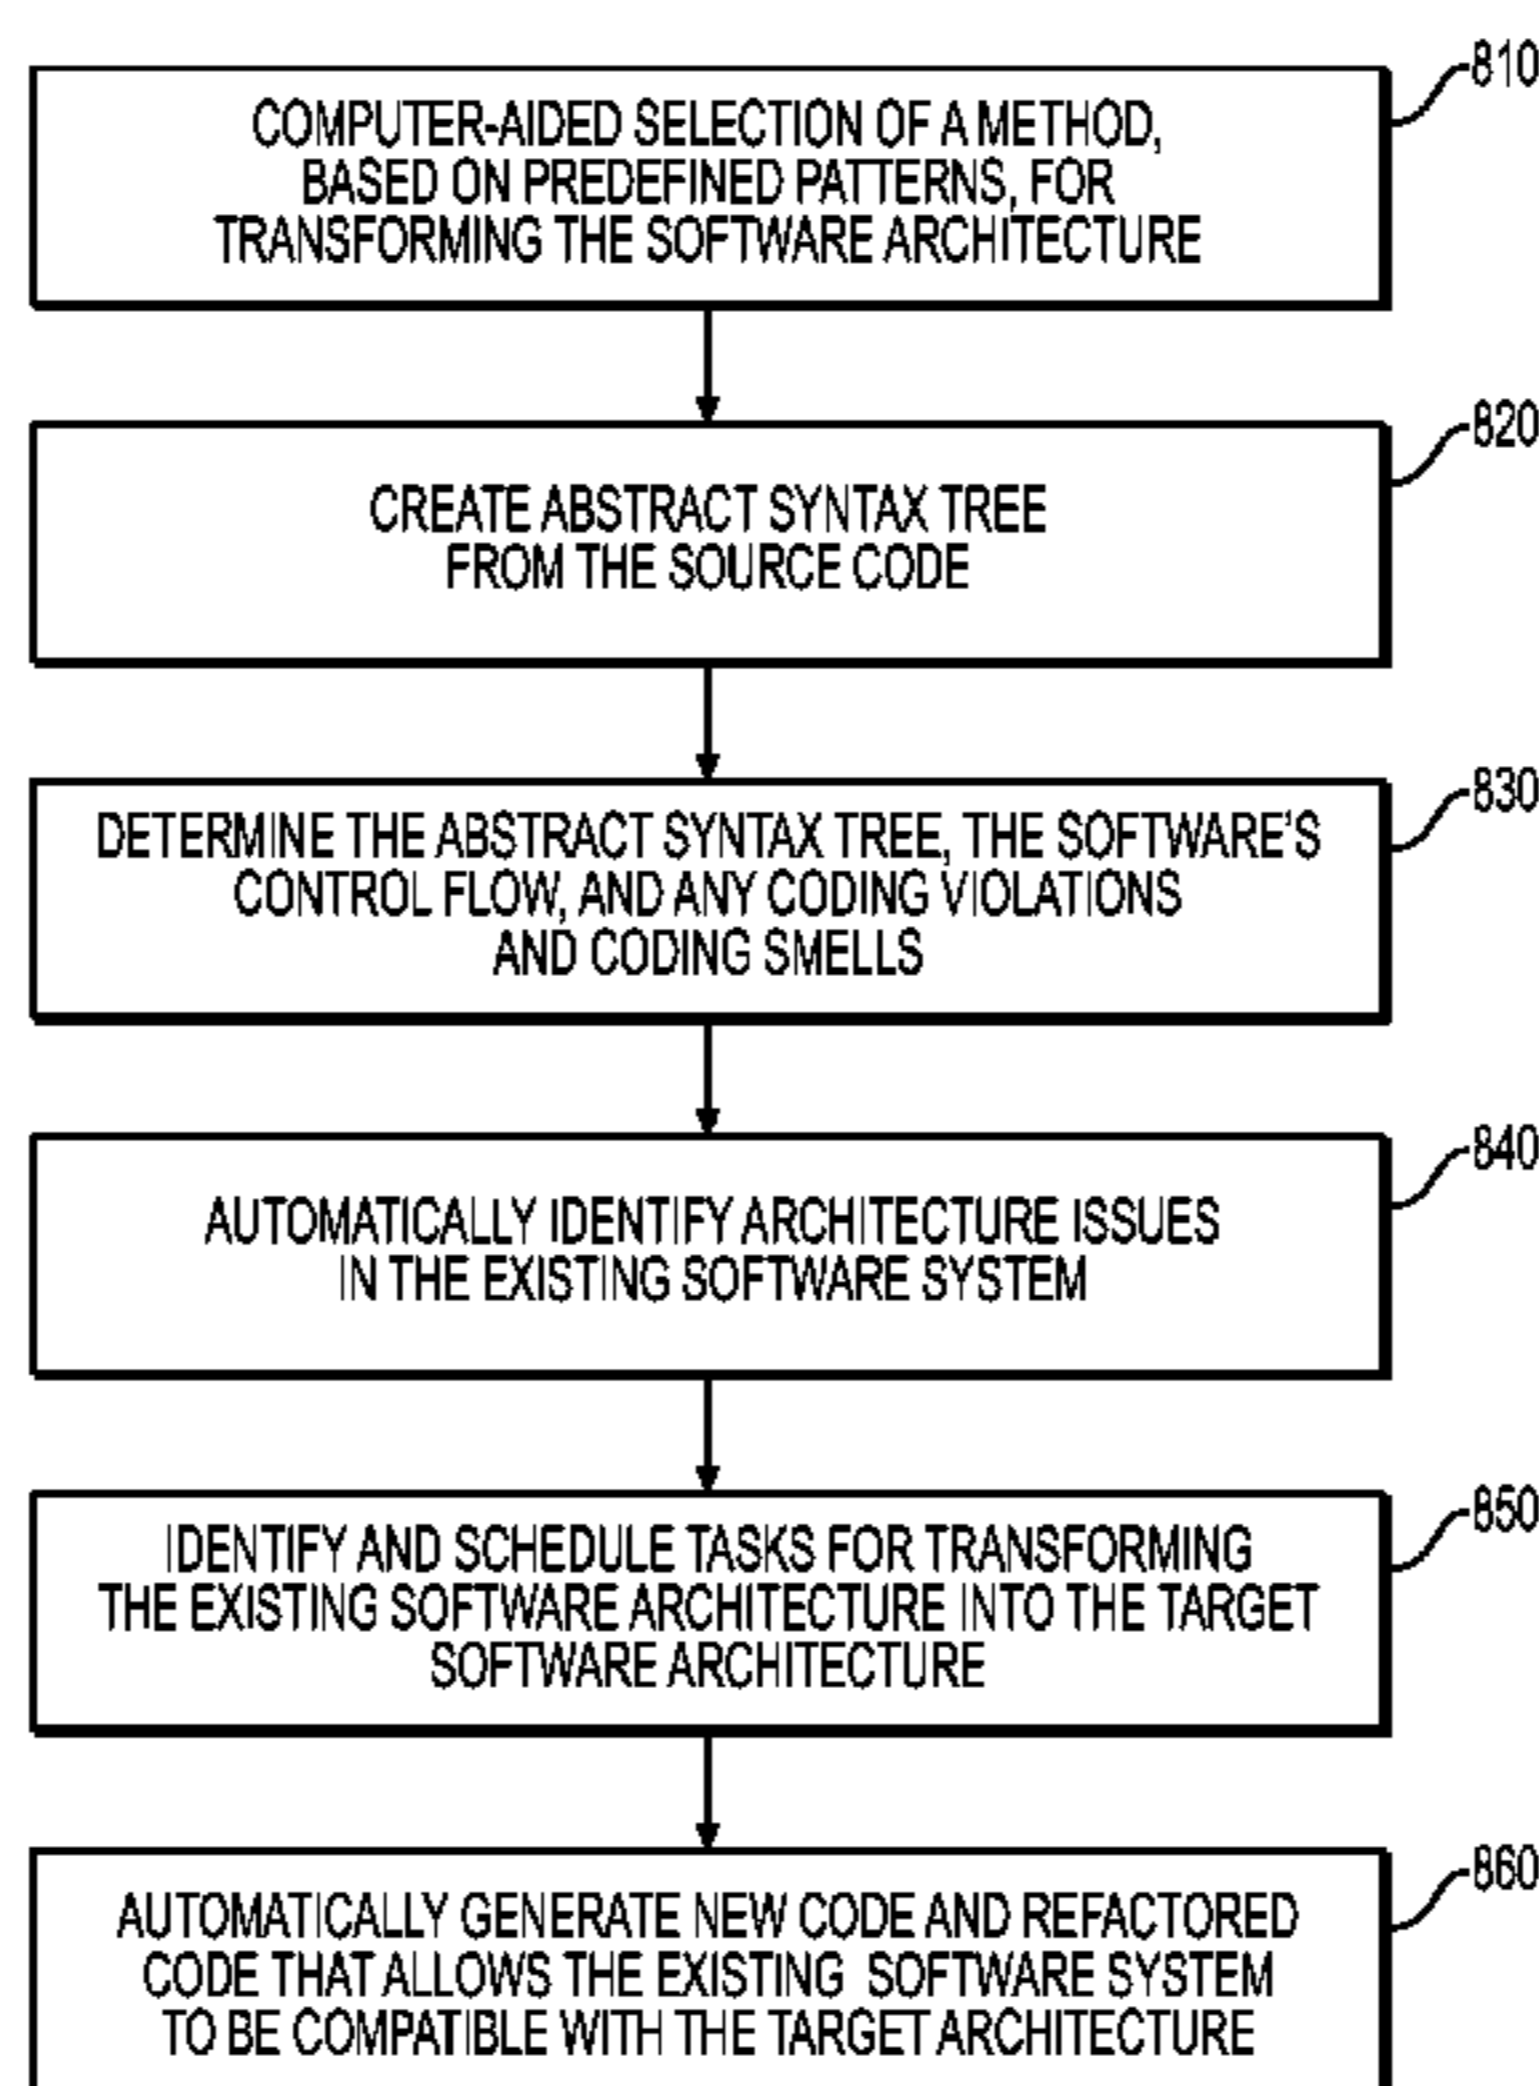 810
COMPUTER-AIDED SELECTION OF A METHOD,
BASED ON PREDEFINED PATTERNS, FOR
TRANSFORMING THE SOFTWARE ARCHITECTURE
820
CREATE ABSTRACT SYNTAX TREE
FROM THE SOURCE CODE
830
DETERMINE THE ABSTRACT SYNTAX TREE, THE SOFTWARE'S
CONTROL FLOW, AND ANY CODING VIOLATIONS
AND CODING SMELLS
840
AUTOMATICALLY IDENTIFY ARCHITECTURE ISSUES
IN THE EXISTING SOFTWARE SYSTEM
850
IDENTIFY AND SCHEDULE TASKS FOR TRANSFORMING
THE EXISTING SOFTWARE ARCHITECTURE INTO THE TARGET
SOFTWARE ARCHITECTURE
860
AUTOMATICALLY GENERATE NEW CODE AND REFACTORED
CODE THAT ALLOWS THE EXISTING SOFTWARE SYSTEM
TO BE COMPATIBLE WITH THE TARGET ARCHITECTURE